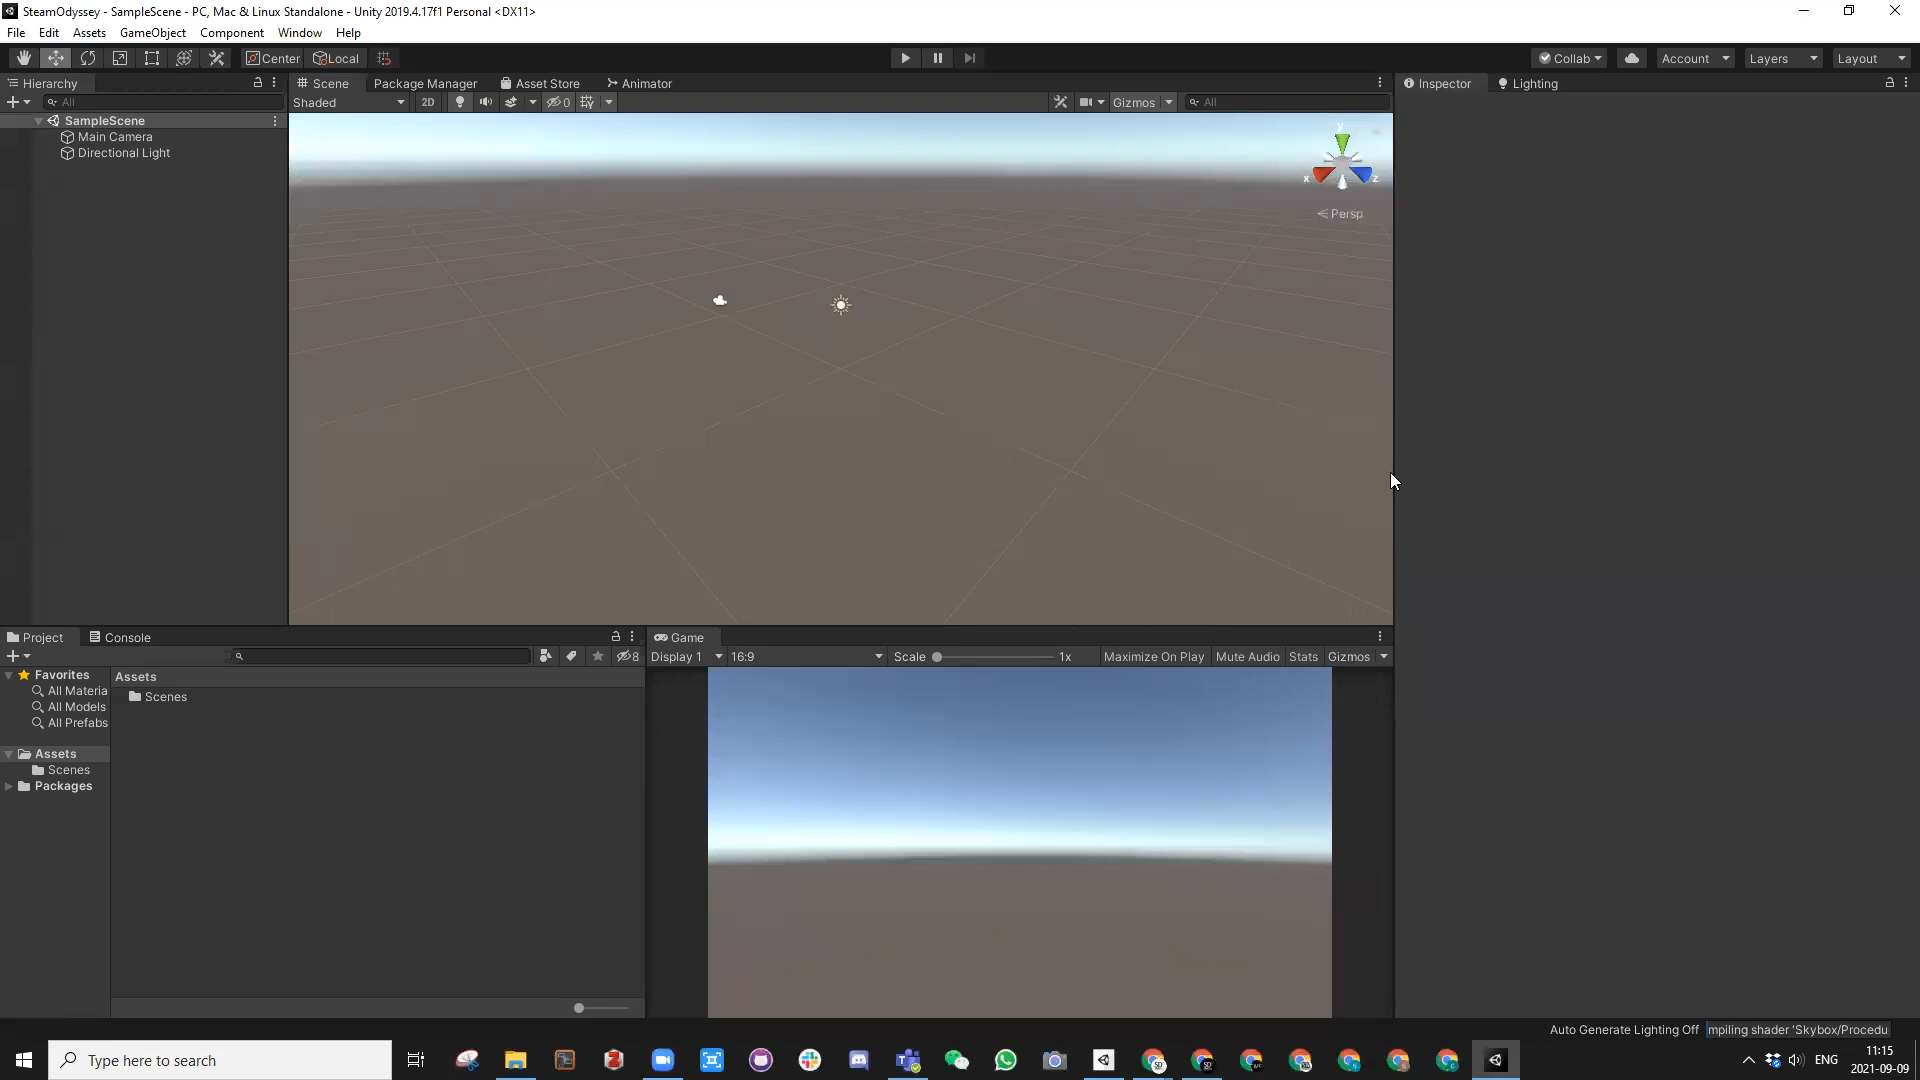 SteamOdyssey - SampleScene - PC, Mac & Linux Standalone - Unity 2019.4.17f1 Personal <DX11>
File Edit Assets GameObject Component Window Help
Center Local Collab Account Layers Layout
Hierarchy Scene Package Manager Asset Store Animator Inspector Lighting
All Shaded 2D 0 Gizmos All
SampleScene
Main Camera
Directional Light
y
x z
Persp
Project Console Game
8 Display 1 16:9 Scale 1x Maximize On Play Mute Audio Stats Gizmos
Favorites Assets
All Materia
All Models
All Prefabs
Scenes
Assets
Scenes
Packages
Auto Generate Lighting Off mpiling shader 'Skybox/Procedu
Type here to search
ENG
11:15
2021-09-09